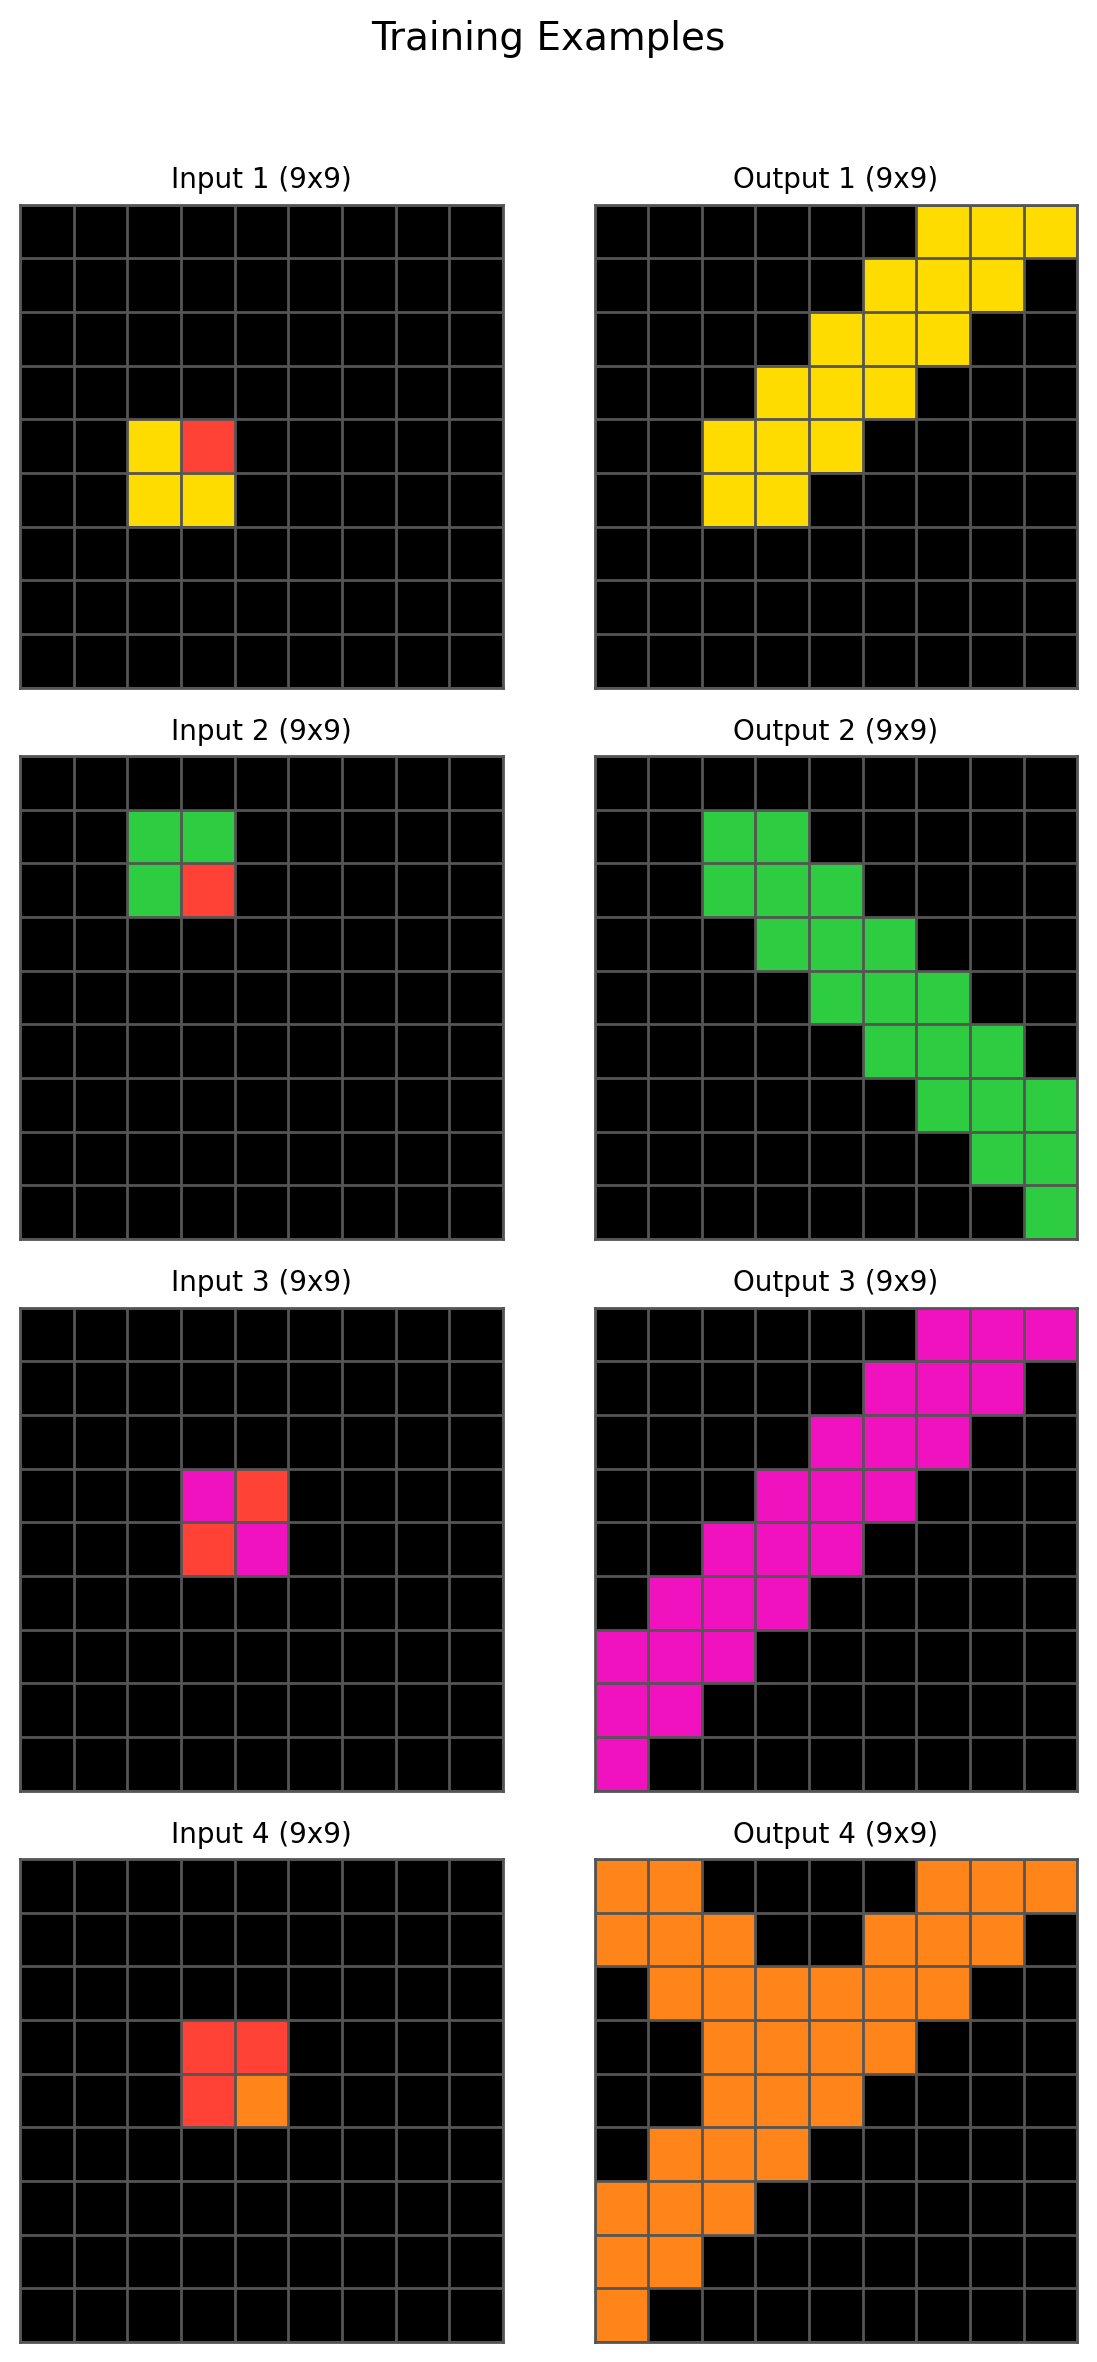 Training Examples
Input 1 (9x9)
Output 1 (9x9)
Input 2 (9x9)
Output 2 (9x9)
Input 3 (9x9)
Output 3 (9x9)
Input 4 (9x9)
Output 4 (9x9)